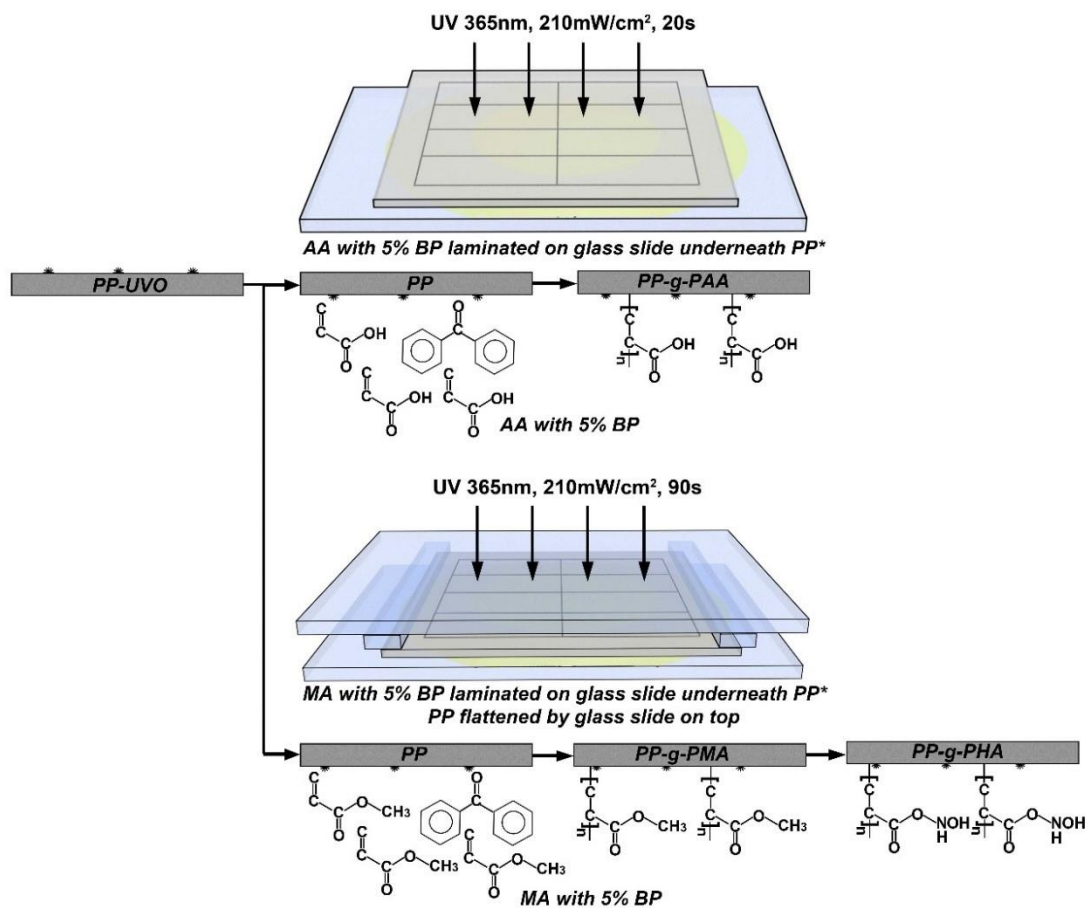 UV 365nm, 210mW/cm², 20s
AA with 5% BP laminated on glass slide underneath PP*
PP-UVO
PP
PP-g-PAA
C
C
C
O
OH
O
C
C
C
C
O
OH
n
C
C
C
O
OH
n
C
C
C
O
OH
C
C
C
O
OH
AA with 5% BP
UV 365nm, 210mW/cm², 90s
MA with 5% BP laminated on glass slide underneath PP*
PP flattened by glass slide on top
PP
PP-g-PMA
PP-g-PHA
C
C
C
O
O
CH3
O
C
C
C
C
O
O
CH3
n
C
C
C
O
O
CH3
n
C
C
C
O
O
NOH
H
n
C
C
C
O
O
NOH
H
n
C
C
C
O
O
CH3
C
C
C
O
O
CH3
MA with 5% BP